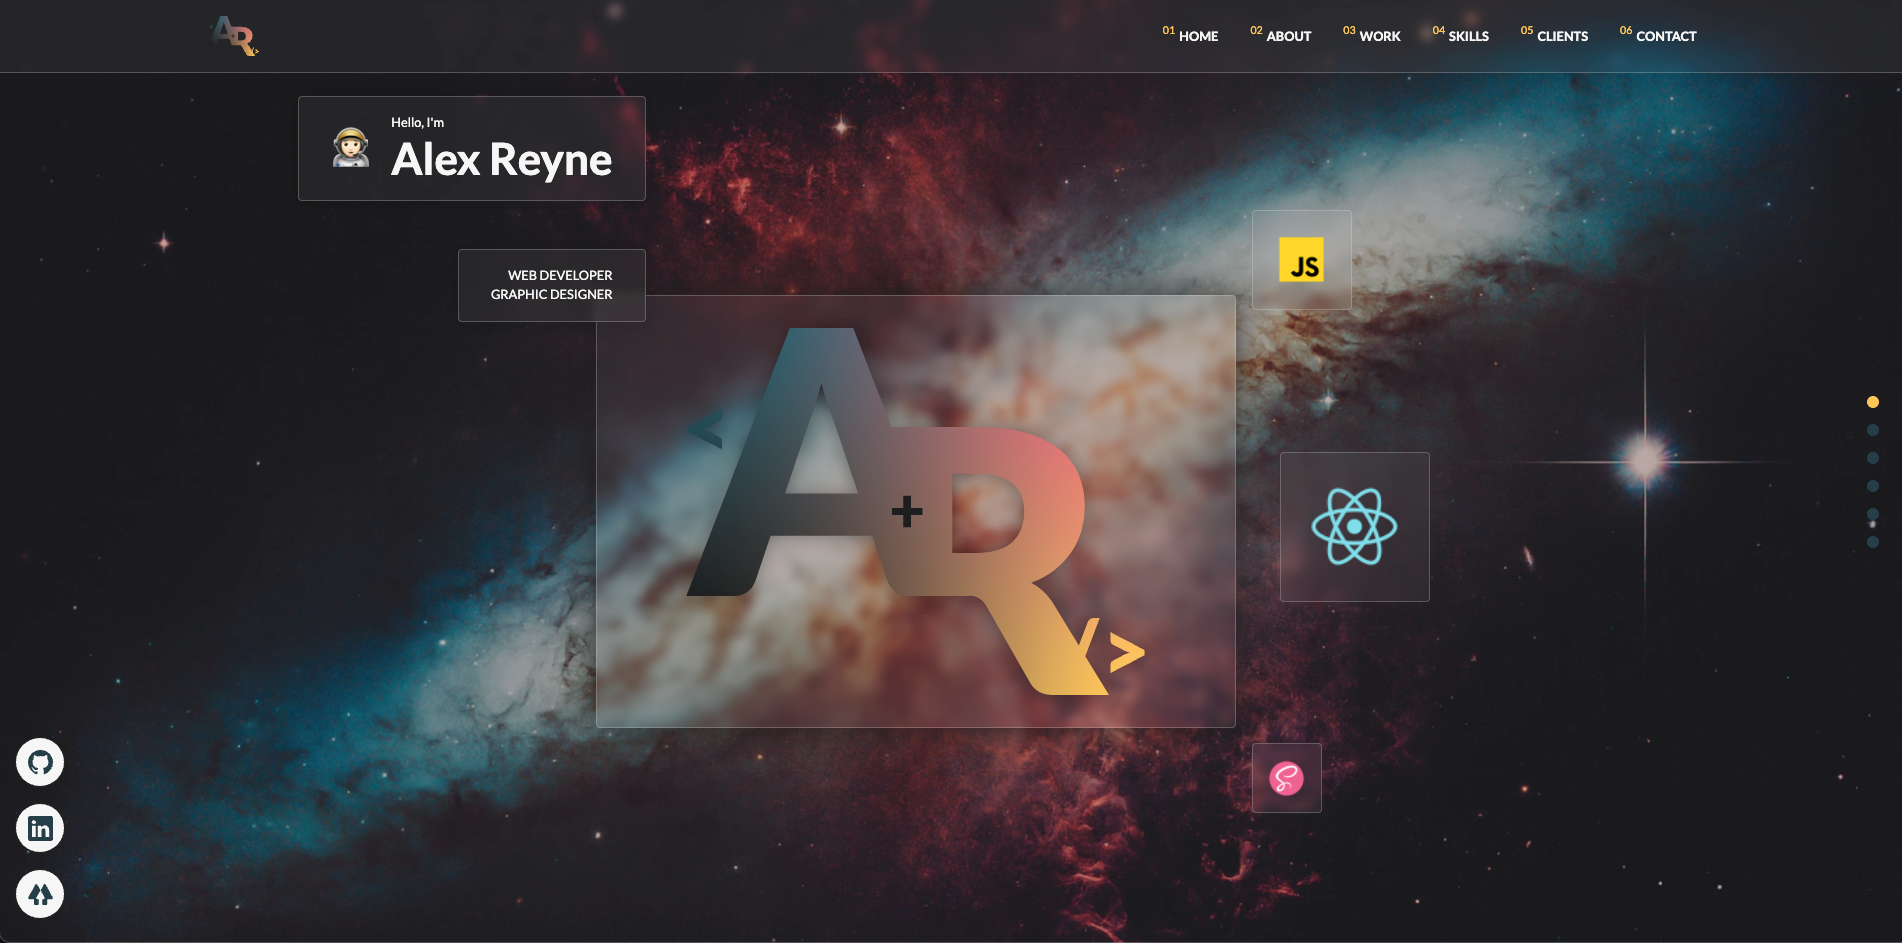 AR
01 HOME
02 ABOUT
03 WORK
04 SKILLS
05 CLIENTS
06 CONTACT
Hello, I'm
Alex Reyne
WEB DEVELOPER
GRAPHIC DESIGNER
JS
< A + R />
in